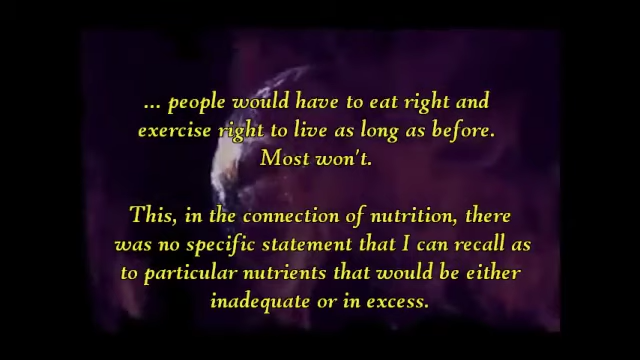 ... people would have to eat right and
exercise right to live as long as before.
Most won't.
This, in the connection of nutrition, there
was no specific statement that I can recall as
to particular nutrients that would be either
inadequate or in excess.